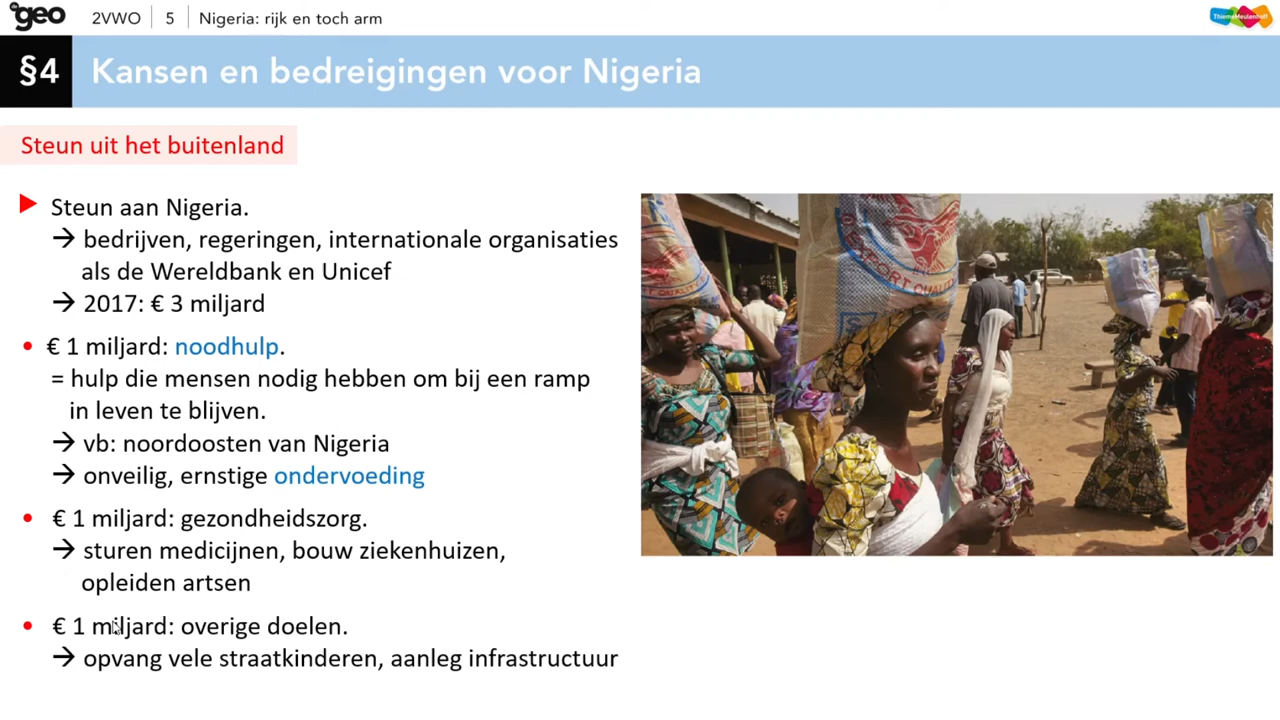 geo
2VWO
5
Nigeria: rijk en toch arm
ThiemeMeulenhoff
§4
Kansen en bedreigingen voor Nigeria
Steun uit het buitenland
Steun aan Nigeria.
→ bedrijven, regeringen, internationale organisaties
als de Wereldbank en Unicef
→ 2017: € 3 miljard
• € 1 miljard: noodhulp.
= hulp die mensen nodig hebben om bij een ramp
in leven te blijven.
→ vb: noordoosten van Nigeria
→ onveilig, ernstige ondervoeding
• € 1 miljard: gezondheidszorg.
→ sturen medicijnen, bouw ziekenhuizen,
opleiden artsen
• € 1 miljard: overige doelen.
→ opvang vele straatkinderen, aanleg infrastructuur